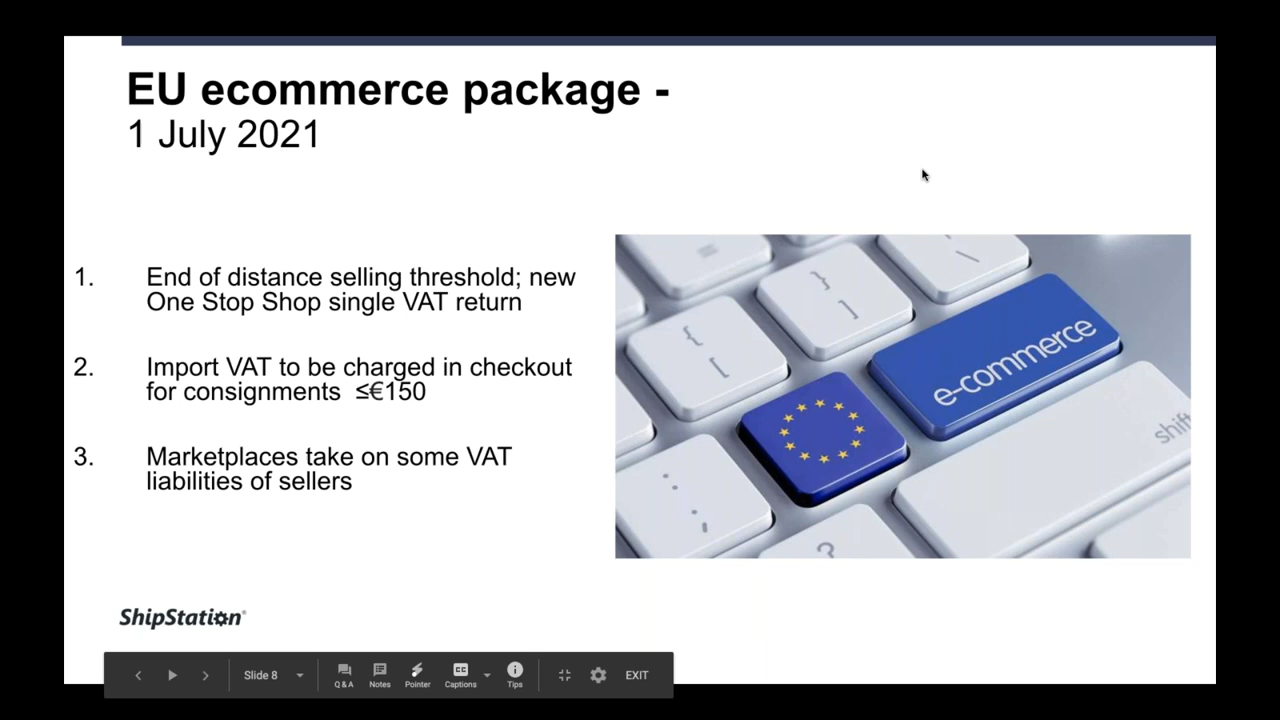 EU ecommerce package -
1 July 2021
1. End of distance selling threshold; new
One Stop Shop single VAT return
2. Import VAT to be charged in checkout
for consignments ≤€150
3. Marketplaces take on some VAT
liabilities of sellers
e-commerce
shift
ShipStation®
Slide 8
Q & A
Notes
Pointer
CC
Captions
Tips
EXIT